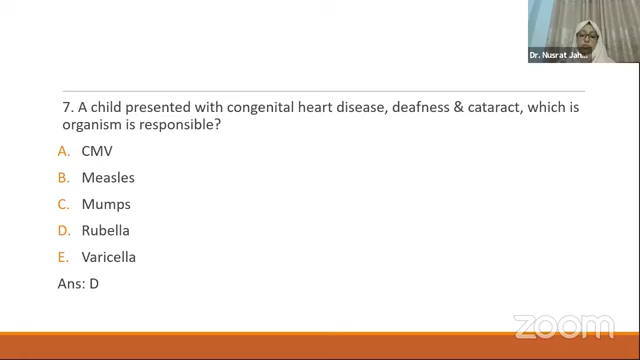 Dr. Nusrat Jah...
7. A child presented with congenital heart disease, deafness & cataract, which is
organism is responsible?
A. CMV
B. Measles
C. Mumps
D. Rubella
E. Varicella
Ans: D
zoom